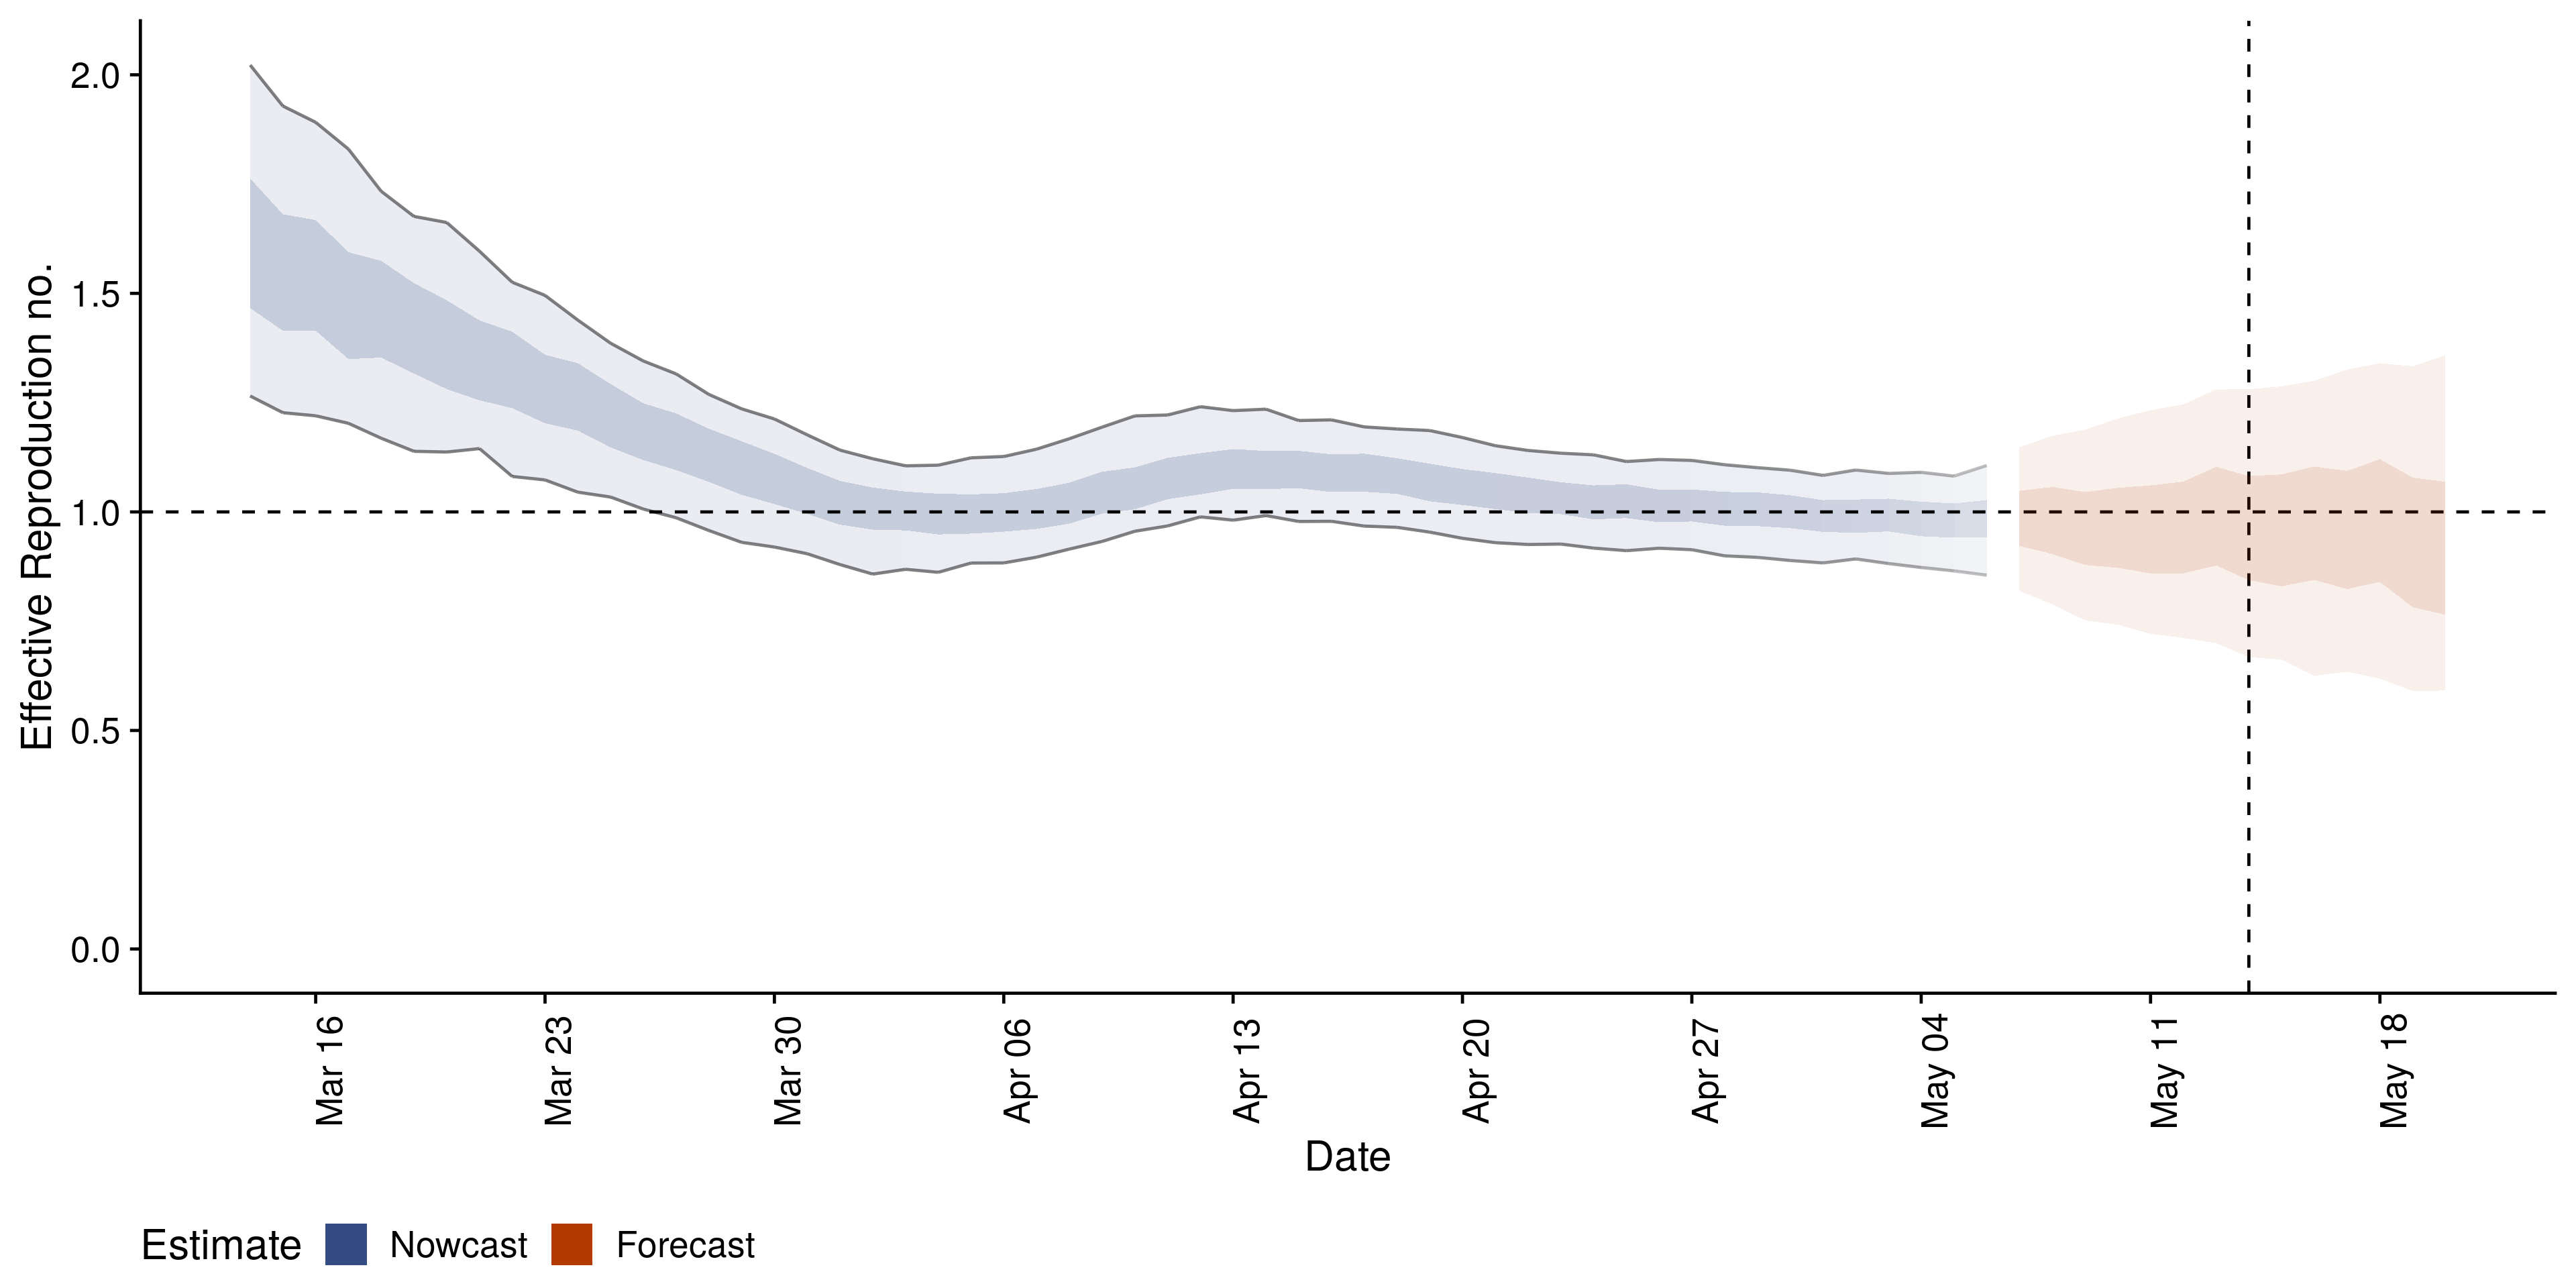 Effective Reproduction no.
2.0
1.5
1.0
0.5
0.0
Mar 16
Mar 23
Mar 30
Apr 06
Apr 13
Apr 20
Apr 27
May 04
May 11
May 18
Date
Estimate Nowcast Forecast